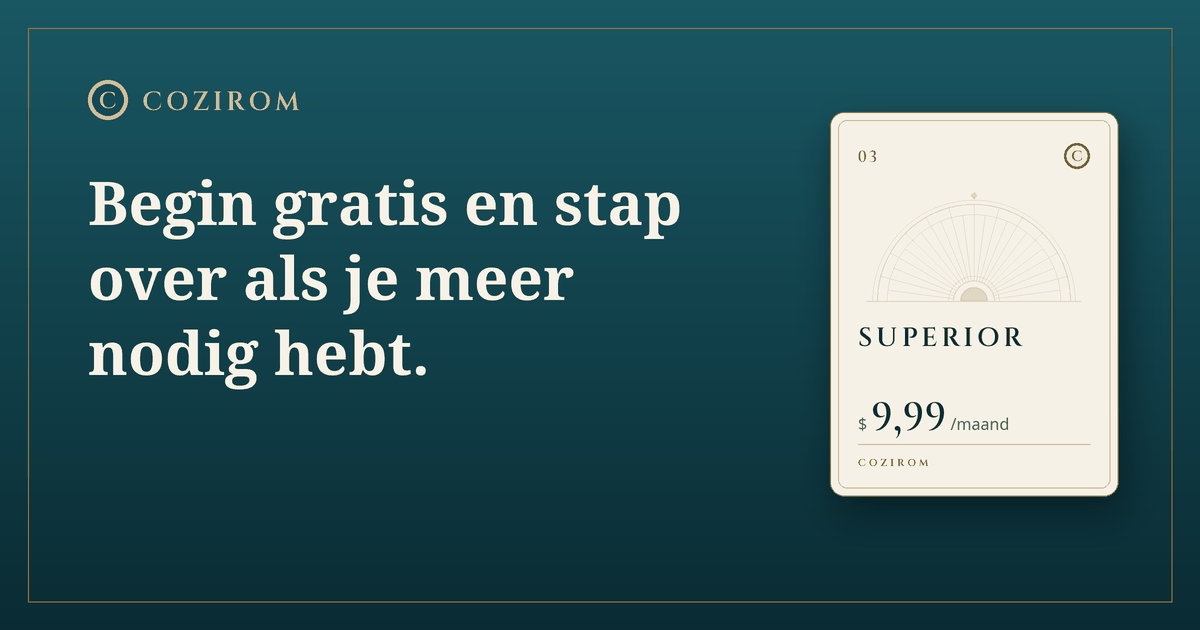 C COZIROM
Begin gratis en stap
over als je meer
nodig hebt.
03 C
SUPERIOR
$ 9,99 /maand
COZIROM